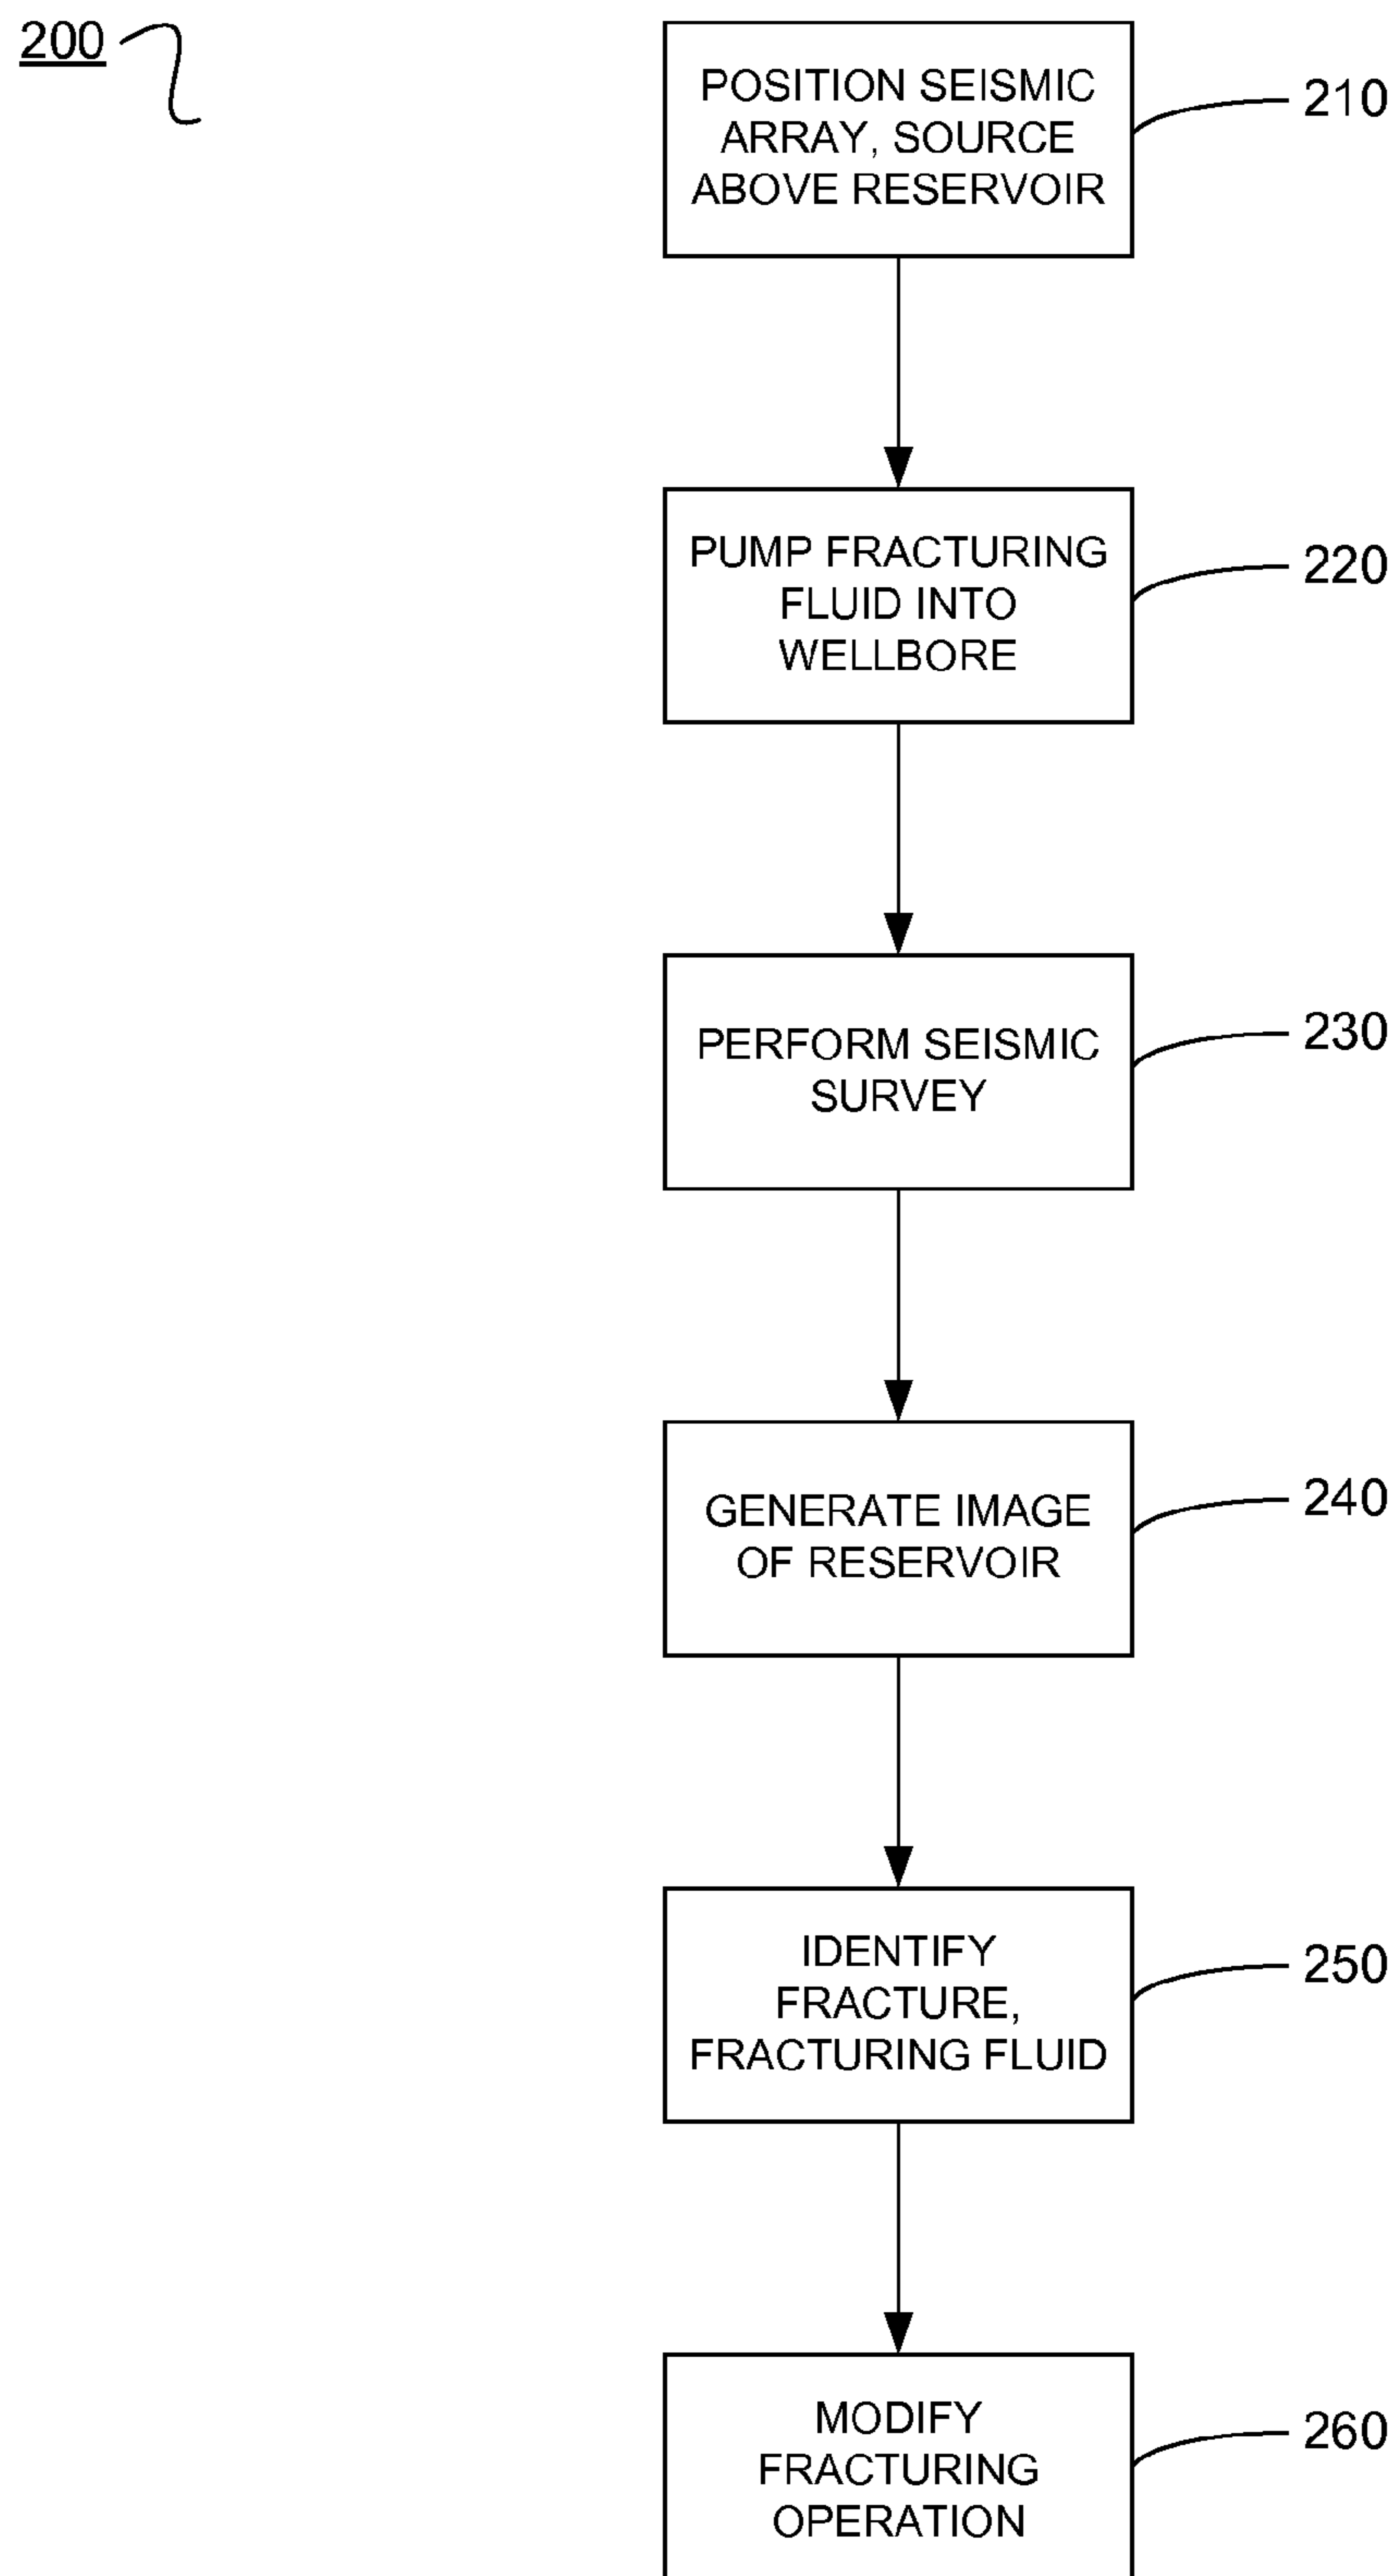 200
POSITION SEISMIC
ARRAY, SOURCE
ABOVE RESERVOIR
210
PUMP FRACTURING
FLUID INTO
WELLBORE
220
PERFORM SEISMIC
SURVEY
230
GENERATE IMAGE
OF RESERVOIR
240
IDENTIFY
FRACTURE,
FRACTURING FLUID
250
MODIFY
FRACTURING
OPERATION
260